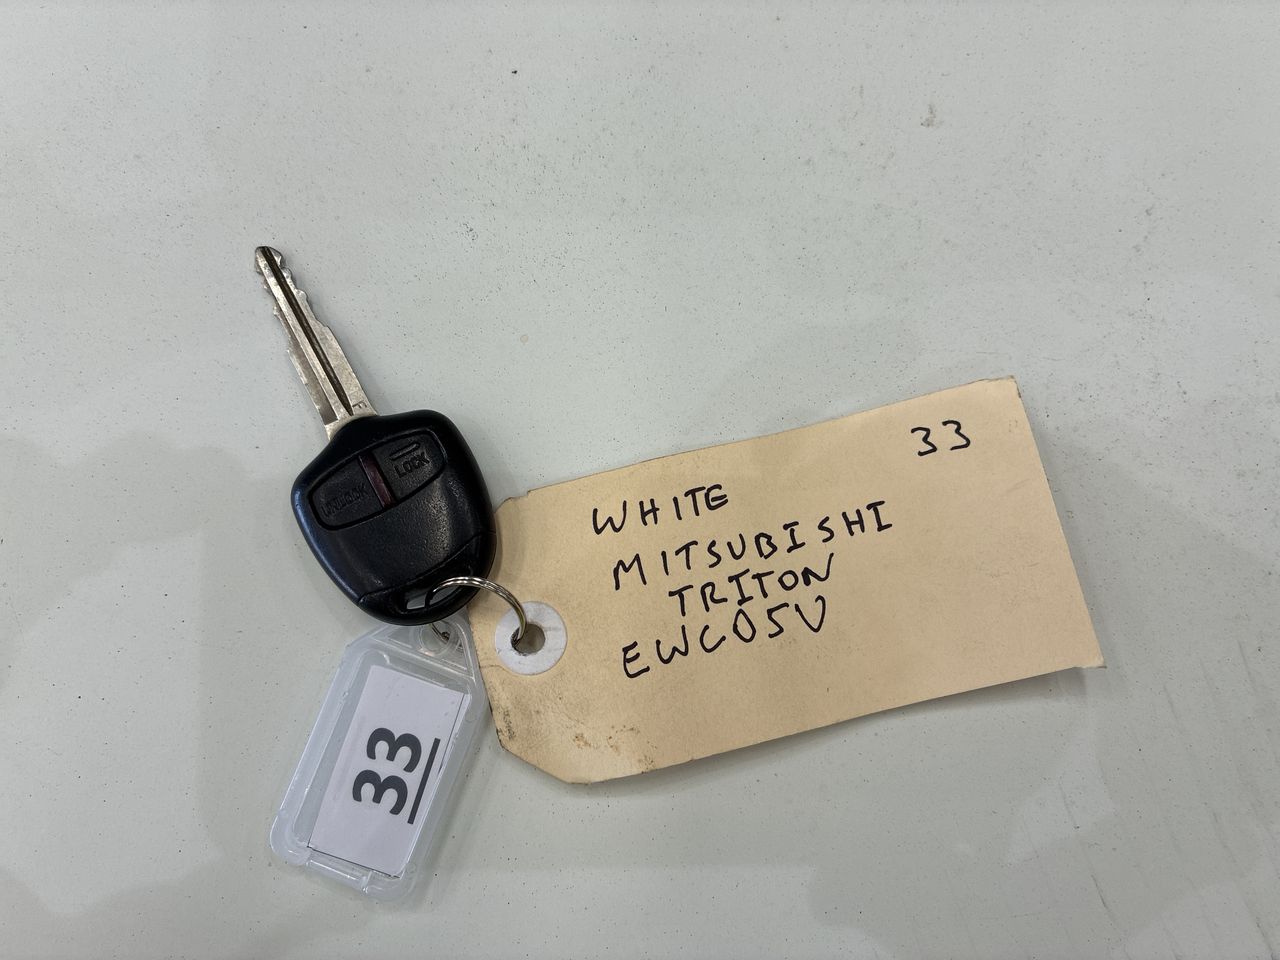 33
WHITE
MITSUBISHI
TRITON
EWC05V
LOCK
UNLOCK
F
33